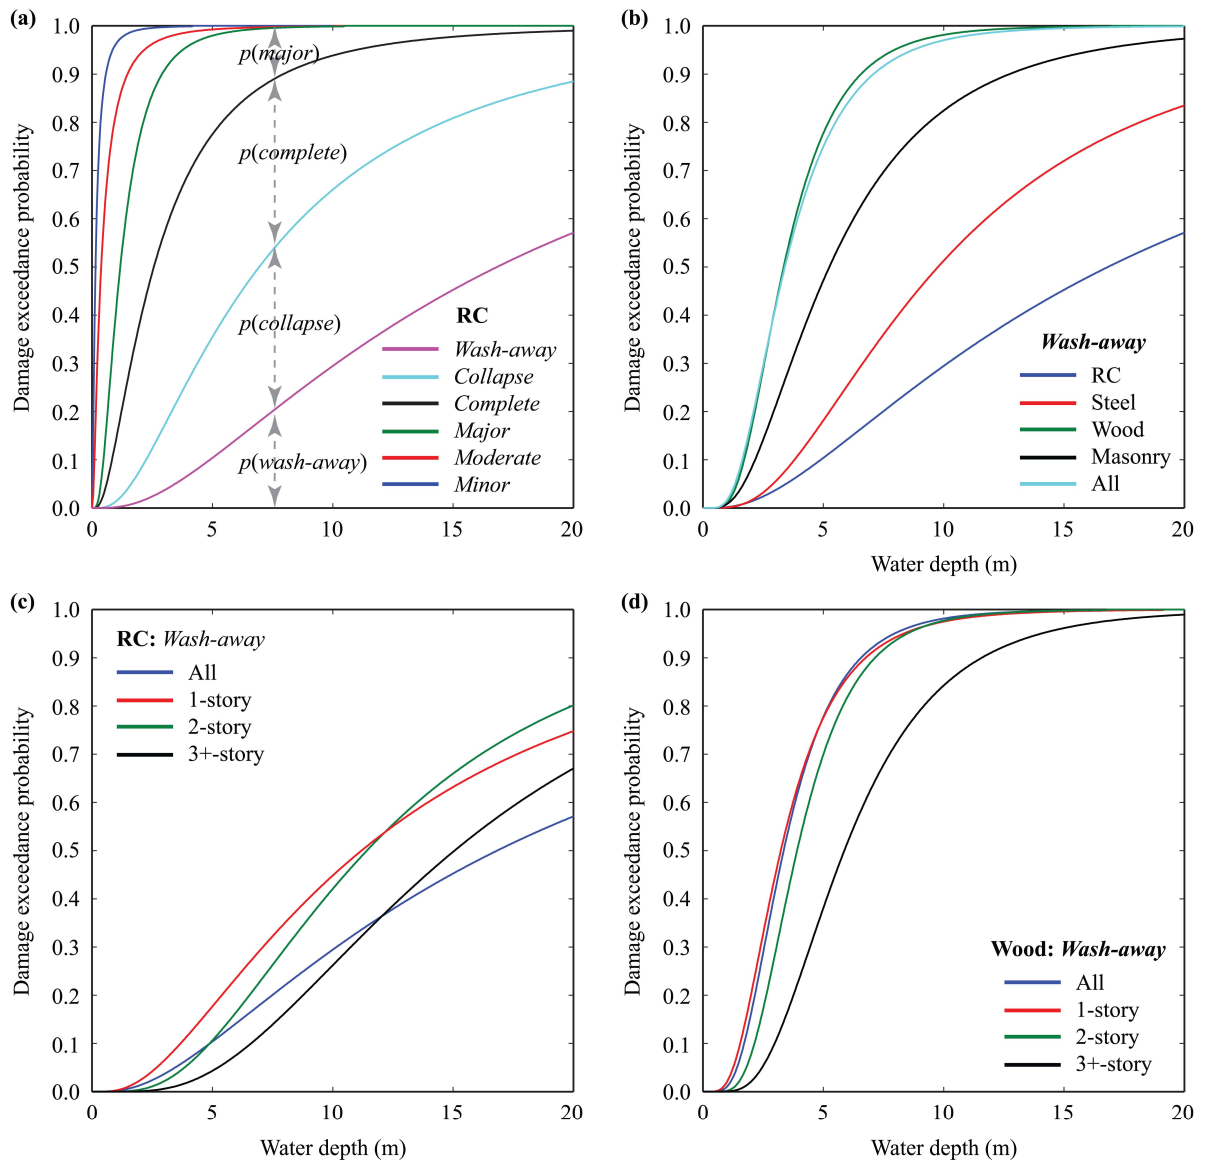 (a)
1.0
0.9
0.8
0.7
0.6
0.5
0.4
0.3
0.2
0.1
0.0
Damage exceedance probability
p(major)
p(complete)
p(collapse)
p(wash-away)
RC
Wash-away
Collapse
Complete
Major
Moderate
Minor
0 5 10 15 20
(b)
1.0
0.9
0.8
0.7
0.6
0.5
0.4
0.3
0.2
0.1
0.0
Damage exceedance probability
Wash-away
RC
Steel
Wood
Masonry
All
0 5 10 15 20
Water depth (m)
(c)
1.0
0.9
0.8
0.7
0.6
0.5
0.4
0.3
0.2
0.1
0.0
Damage exceedance probability
RC: Wash-away
All
1-story
2-story
3+-story
0 5 10 15 20
Water depth (m)
(d)
1.0
0.9
0.8
0.7
0.6
0.5
0.4
0.3
0.2
0.1
0.0
Damage exceedance probability
Wood: Wash-away
All
1-story
2-story
3+-story
0 5 10 15 20
Water depth (m)